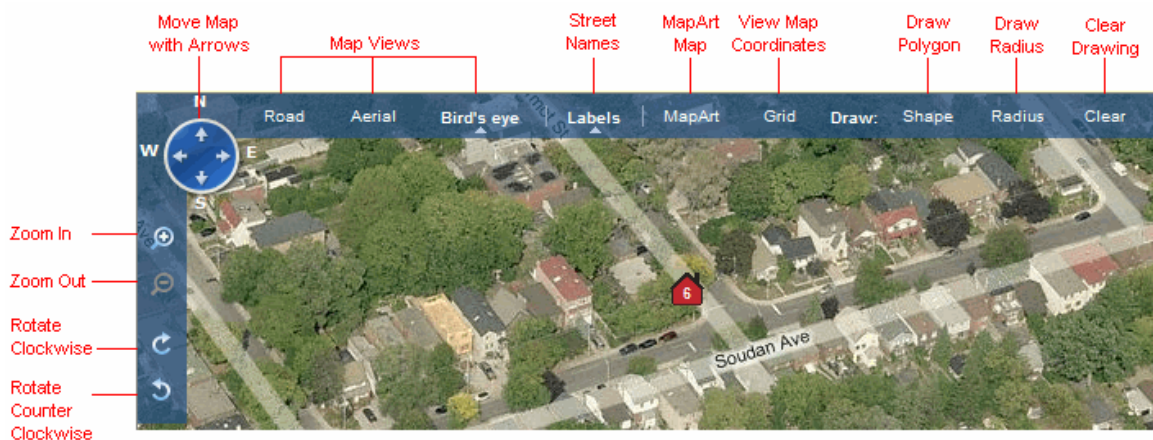 Move Map
with Arrows
Map Views
Street
Names
MapArt
Map
View Map
Coordinates
Draw
Polygon
Draw
Radius
Clear
Drawing
N
W
E
S
Road
Aerial
Bird's eye
Labels
MapArt
Grid
Draw:
Shape
Radius
Clear
Zoom In
Zoom Out
Rotate
Clockwise
Rotate
Counter
Clockwise
Ave
6
Soudan Ave